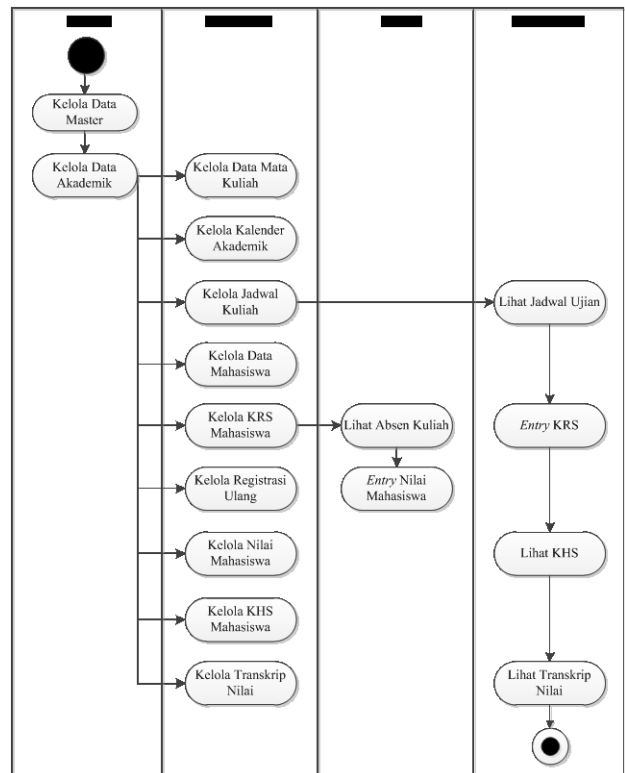 Kelola Data
Master
Kelola Data
Akademik
Kelola Data Mata
Kuliah
Kelola Kalender
Akademik
Kelola Jadwal
Kuliah
Lihat Jadwal Ujian
Kelola Data
Mahasiswa
Kelola KRS
Mahasiswa
Lihat Absen Kuliah
Entry KRS
Kelola Registrasi
Ulang
Entry Nilai
Mahasiswa
Kelola Nilai
Mahasiswa
Lihat KHS
Kelola KHS
Mahasiswa
Kelola Transkrip
Nilai
Lihat Transkrip
Nilai